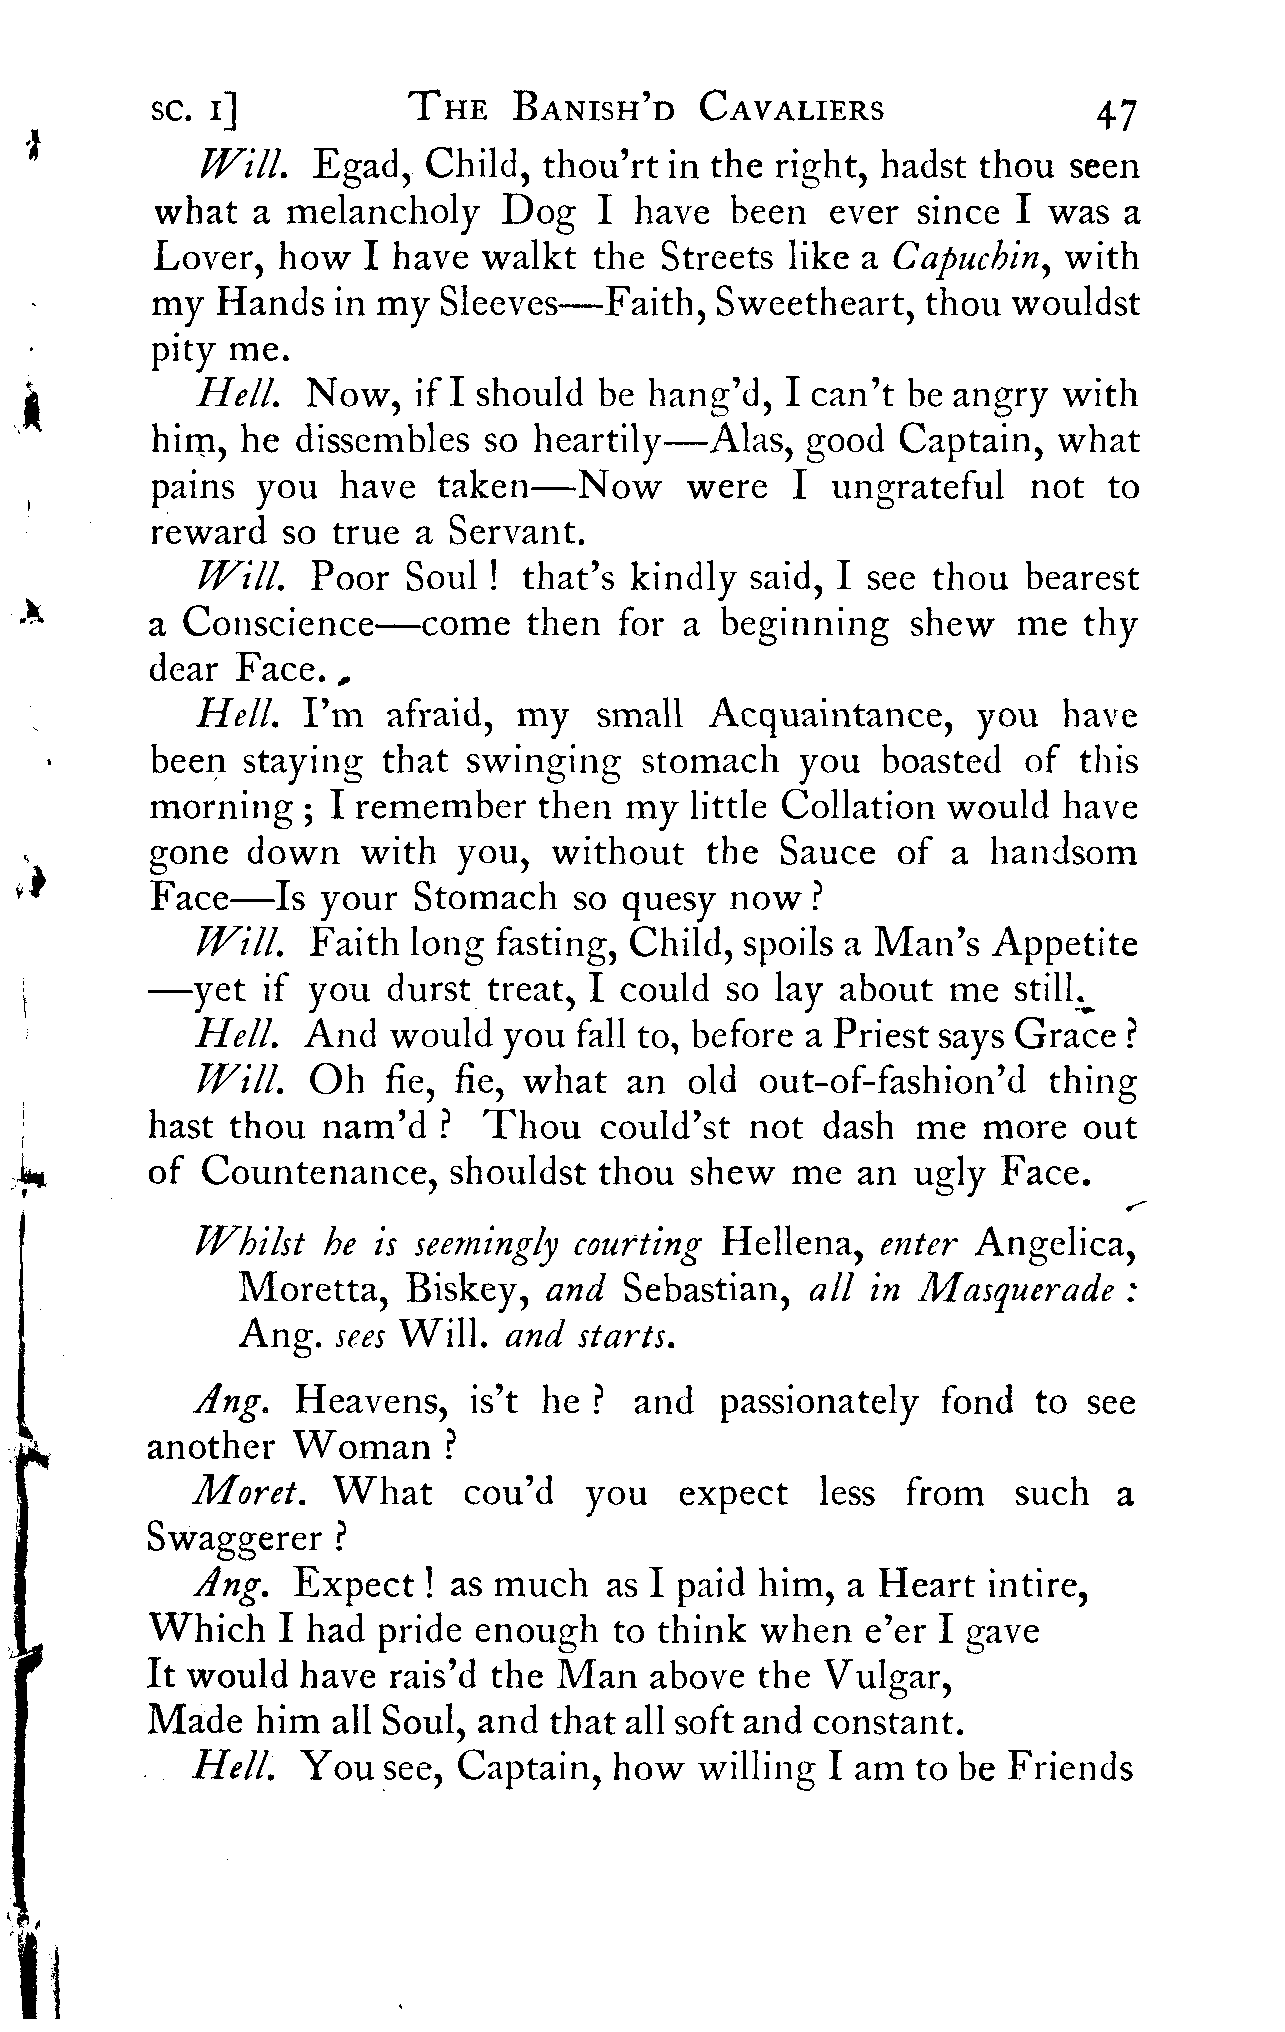 SC. I] THE BANISH'D CAVALIERS 47
Will. Egad, Child, thou'rt in the right, hadst thou seen
what a melancholy Dog I have been ever since I was a
Lover, how I have walkt the Streets like a Capuchin, with
my Hands in my Sleeves—Faith, Sweetheart, thou wouldst
pity me.
Hell. Now, if I should be hang'd, I can't be angry with
him, he dissembles so heartily—Alas, good Captain, what
pains you have taken—Now were I ungrateful not to
reward so true a Servant.
Will. Poor Soul ! that's kindly said, I see thou bearest
a Conscience—come then for a beginning shew me thy
dear Face.
Hell. I'm afraid, my small Acquaintance, you have
been staying that swinging stomach you boasted of this
morning ; I remember then my little Collation would have
gone down with you, without the Sauce of a handsom
Face—Is your Stomach so quesy now ?
Will. Faith long fasting, Child, spoils a Man's Appetite
—yet if you durst treat, I could so lay about me still.
Hell. And would you fall to, before a Priest says Grace ?
Will. Oh fie, fie, what an old out-of-fashion'd thing
hast thou nam'd ? Thou could'st not dash me more out
of Countenance, shouldst thou shew me an ugly Face.
Whilst he is seemingly courting Hellena, enter Angelica,
Moretta, Biskey, and Sebastian, all in Masquerade :
Ang. sees Will. and starts.
Ang. Heavens, is't he ? and passionately fond to see
another Woman ?
Moret. What cou'd you expect less from such a
Swaggerer ?
Ang. Expect ! as much as I paid him, a Heart intire,
Which I had pride enough to think when e'er I gave
It would have rais'd the Man above the Vulgar,
Made him all Soul, and that all soft and constant.
Hell. You see, Captain, how willing I am to be Friends